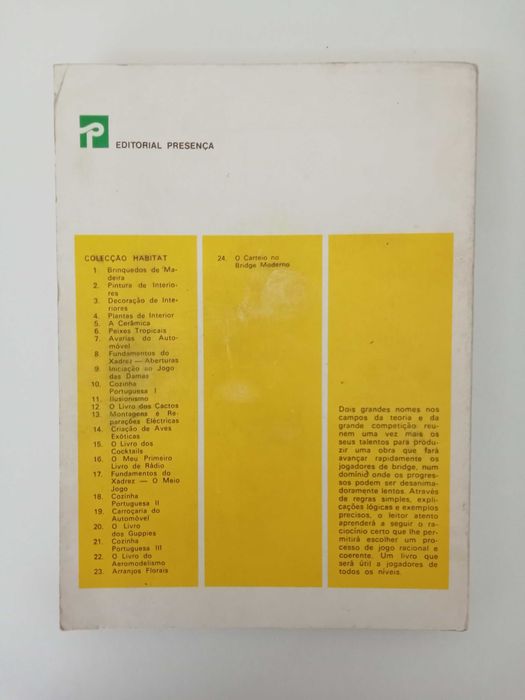 EDITORIAL PRESENÇA
COLECÇÃO HABITAT
1. Brinquedos de Ma-
deira
2. Pintura de Interio-
res
3. Decoração de Inte-
riores
4. Plantas de Interior
5. A Cerâmica
6. Peixes Tropicais
7. Avarias do Auto-
móvel
8. Fundamentos do
Xadrez — Aberturas
9. Iniciação ao Jogo
das Damas
10. Cozinha
Portuguesa I
11. Ilusionismo
12. O Livro dos Cactos
13. Montagens e Re-
parações Eléctricas
14. Criação de Aves
Exóticas
15. O Livro dos
Cocktails
16. O Meu Primeiro
Livro de Rádio
17. Fundamentos do
Xadrez — O Meio
Jogo
18. Cozinha
Portuguesa II
19. Carroçaria do
Automóvel
20. O Livro
dos Guppies
21. Cozinha
Portuguesa III
22. O Livro do
Aeromodelismo
23. Arranjos Florais
24. O Carteio no
Bridge Moderno
Dois grandes nomes nos
campos da teoria e da
grande competição reu-
nem uma vez mais os
seus talentos para produ-
zir uma obra que fará
avançar rapidamente os
jogadores de bridge, num
domínio onde os progres-
sos podem ser desanima-
doramente lentos. Através
de regras simples, expli-
cações lógicas e exemplos
precisos, o leitor atento
aprenderá a seguir o ra-
ciocínio certo que lhe per-
mitirá escolher um pro-
cesso de jogo racional e
coerente. Um livro que
será útil a jogadores de
todos os níveis.